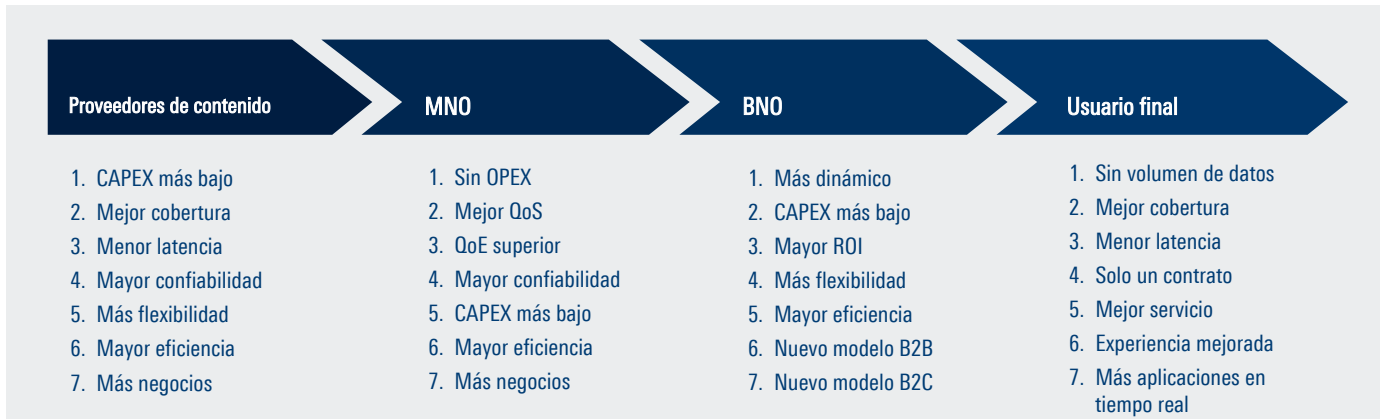 Proveedores de contenido
1. CAPEX más bajo
2. Mejor cobertura
3. Menor latencia
4. Mayor confiabilidad
5. Más flexibilidad
6. Mayor eficiencia
7. Más negocios
MNO
1. Sin OPEX
2. Mejor QoS
3. QoE superior
4. Mayor confiabilidad
5. CAPEX más bajo
6. Mayor eficiencia
7. Más negocios
BNO
1. Más dinámico
2. CAPEX más bajo
3. Mayor ROI
4. Más flexibilidad
5. Mayor eficiencia
6. Nuevo modelo B2B
7. Nuevo modelo B2C
Usuario final
1. Sin volumen de datos
2. Mejor cobertura
3. Menor latencia
4. Solo un contrato
5. Mejor servicio
6. Experiencia mejorada
7. Más aplicaciones en
tiempo real